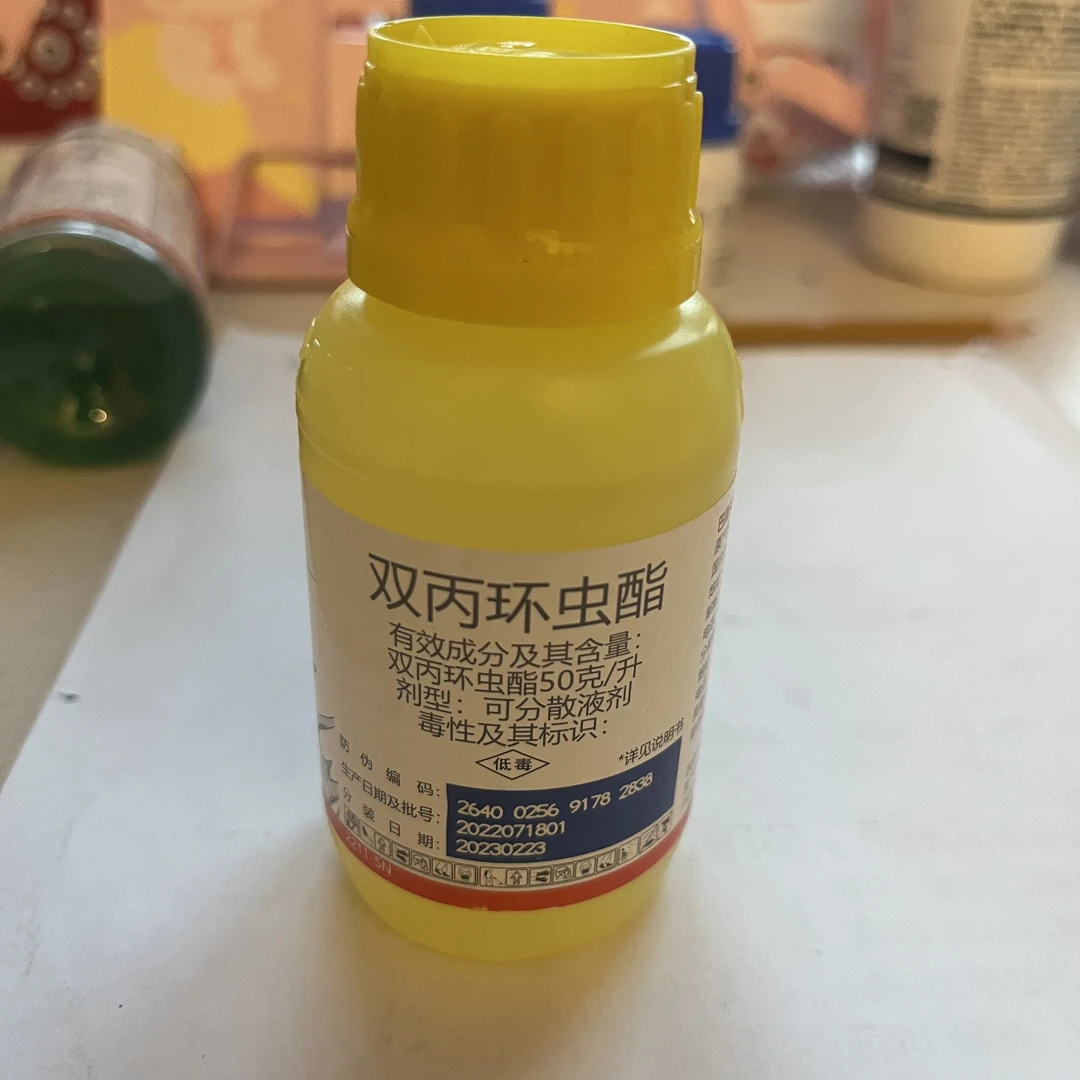 双丙环虫酯
有效成分及其含量：
双丙环虫酯50克/升
剂型：可分散液剂
毒性及其标识：
低毒
*详见说明书
防伪编码：2640 0256 9178 2838
生产日期及批号：2022071801
分装日期：20230223
2211-SN